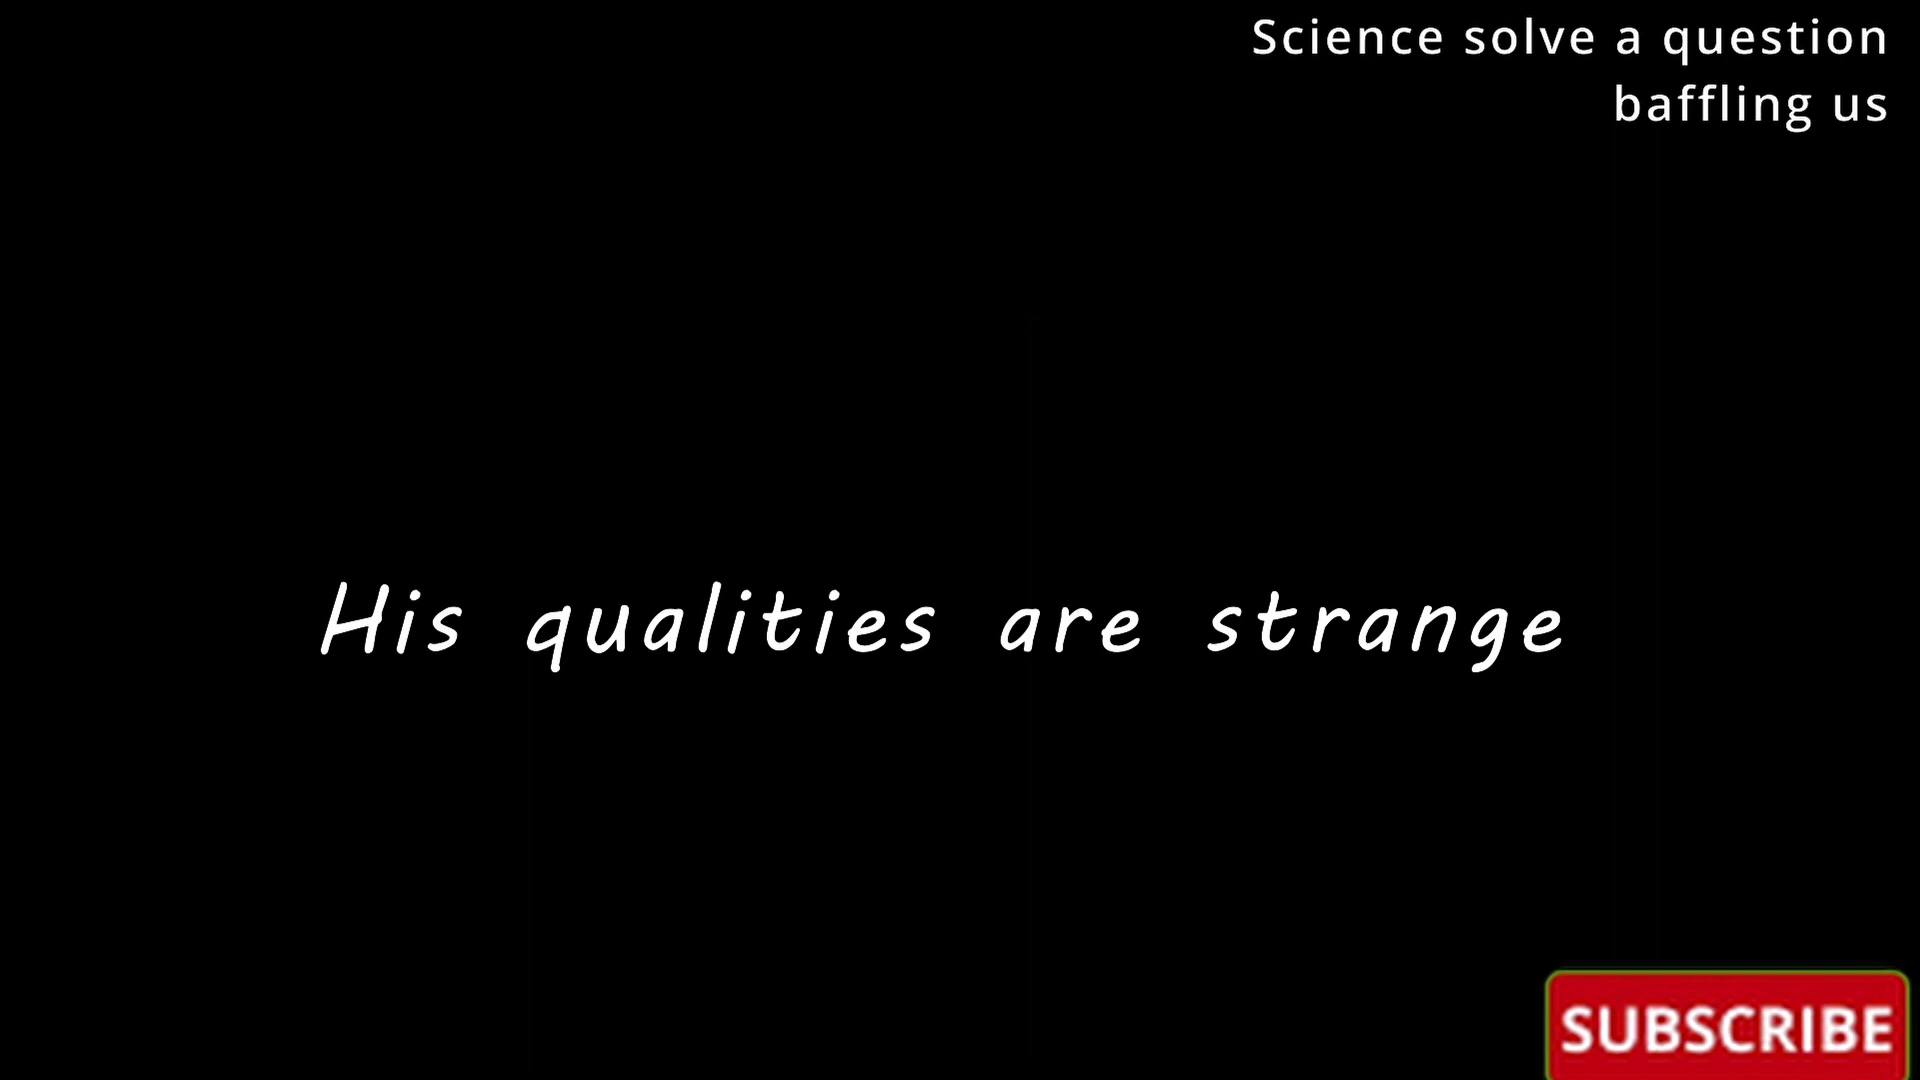 Science solve a question
baffling us
His qualities are strange
SUBSCRIBE